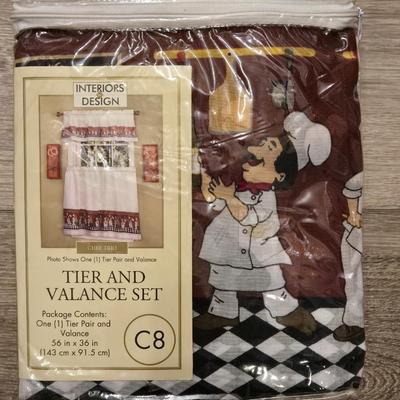 INTERIORS
DESIGN
Photo Shows One (1) Tier Pair and Valance
TIER AND
VALANCE SET
Package Contents:
One (1) Tier Pair and
Valance
56 in x 36 in
(143 cm x 91.5 cm)
C8